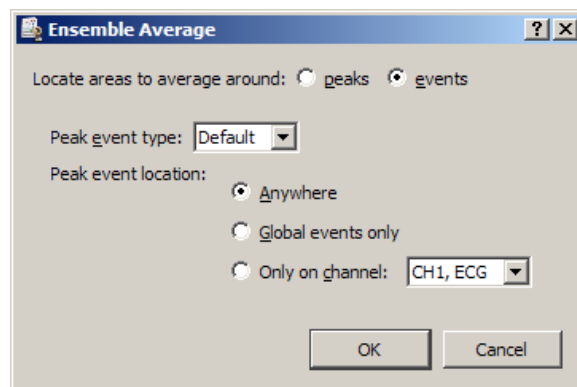 Ensemble Average
Locate areas to average around: peaks events
Peak event type: Default
Peak event location:
Anywhere
Global events only
Only on channel: CH1, ECG
OK Cancel